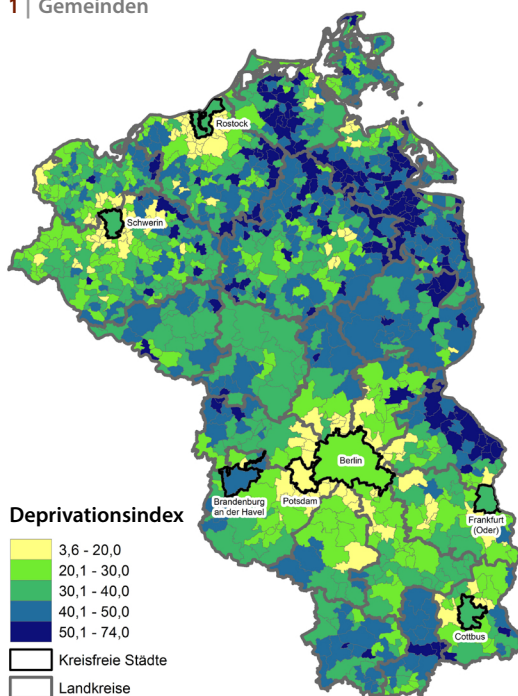 1 | Gemeinden
Rostock
Schwerin
Berlin
Brandenburg
an der Havel
Potsdam
Frankfurt
(Oder)
Cottbus
Deprivationsindex
3,6 - 20,0
20,1 - 30,0
30,1 - 40,0
40,1 - 50,0
50,1 - 74,0
Kreisfreie Städte
Landkreise